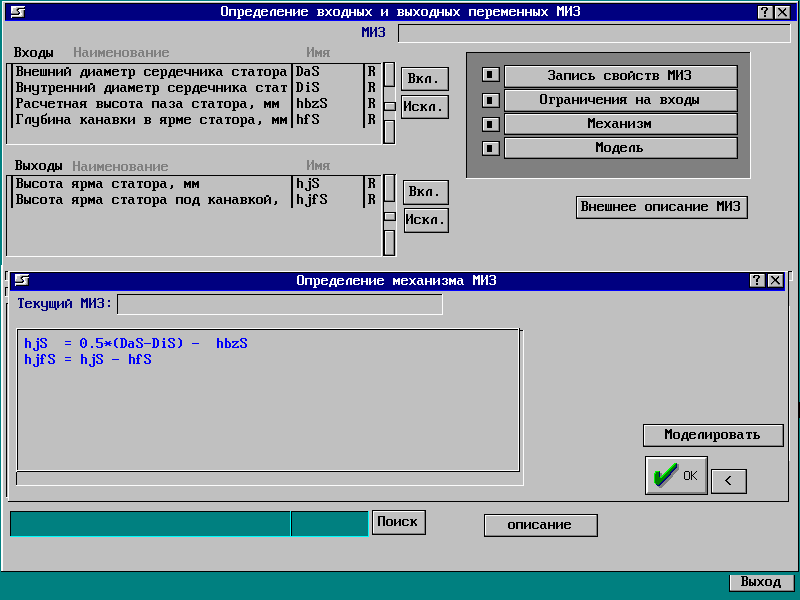 Определение входных и выходных переменных МИЗ ? X
МИЗ
Входы Наименование Имя
Внешний диаметр сердечника статора DaS R
Внутренний диаметр сердечника стат DiS R
Расчетная высота паза статора, мм hbzS R
Глубина канавки в ярме статора, мм hfS R
Вкл.
Искл.
Запись свойств МИЗ
Ограничения на входы
Механизм
Модель
Выходы Наименование Имя
Высота ярма статора, мм hjS R
Высота ярма статора под канавкой, hjfS R
Вкл.
Искл.
Внешнее описание МИЗ
Определение механизма МИЗ ? X
Текущий МИЗ:
hjS = 0.5*(DaS-DiS) - hbzS
hjfS = hjS - hfS
Моделировать
OK <
Поиск
описание
Выход